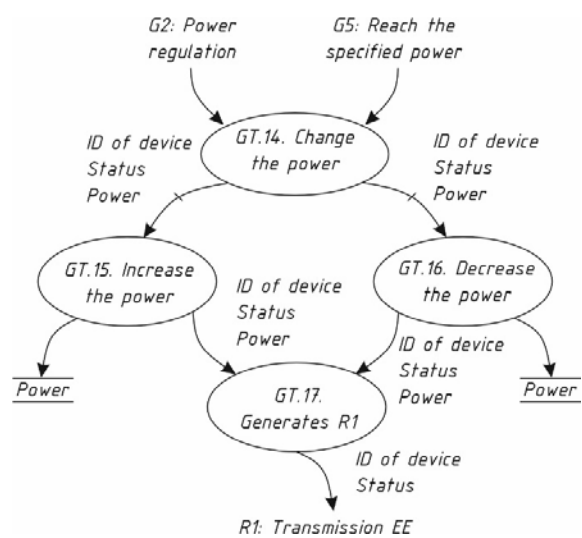 G2: Power
regulation
G5: Reach the
specified power
GT.14. Change
the power
ID of device
Status
Power
ID of device
Status
Power
GT.15. Increase
the power
GT.16. Decrease
the power
ID of device
Status
Power
ID of device
Status
Power
Power
Power
GT.17.
Generates R1
ID of device
Status
R1: Transmission EE